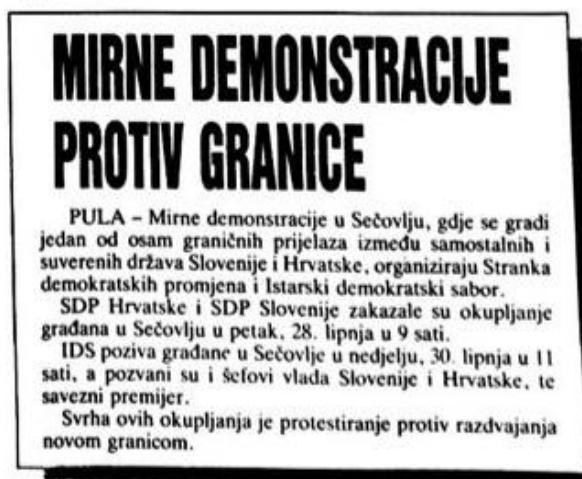 MIRNE DEMONSTRACIJE
PROTIV GRANICE
PULA – Mirne demonstracije u Sečovlju, gdje se gradi
jedan od osam graničnih prijelaza između samostalnih i
suverenih država Slovenije i Hrvatske, organiziraju Stranka
demokratskih promjena i Istarski demokratski sabor.
SDP Hrvatske i SDP Slovenije zakazale su okupljanje
građana u Sečovlju u petak, 28. lipnja u 9 sati.
IDS poziva građane u Sečovlje u nedjelju, 30. lipnja u 11
sati, a pozvani su i šefovi vlada Slovenije i Hrvatske, te
savezni premijer.
Svrha ovih okupljanja je protestiranje protiv razdvajanja
novom granicom.